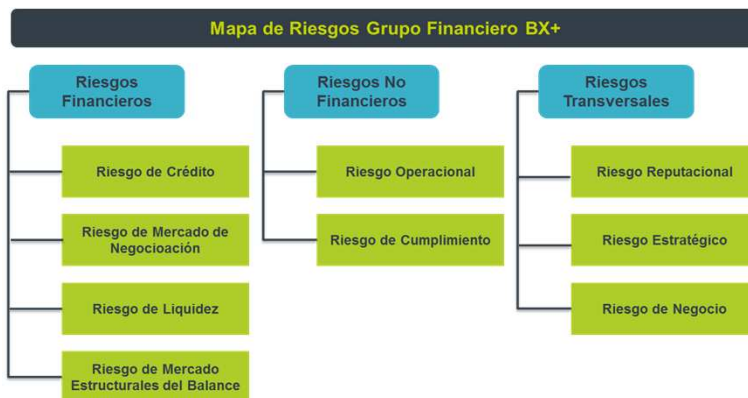 Mapa de Riesgos Grupo Financiero BX+
Riesgos
Financieros
Riesgo de Crédito
Riesgo de Mercado de
Negocioación
Riesgo de Liquidez
Riesgo de Mercado
Estructurales del Balance
Riesgos No
Financieros
Riesgo Operacional
Riesgo de Cumplimiento
Riesgos
Transversales
Riesgo Reputacional
Riesgo Estratégico
Riesgo de Negocio